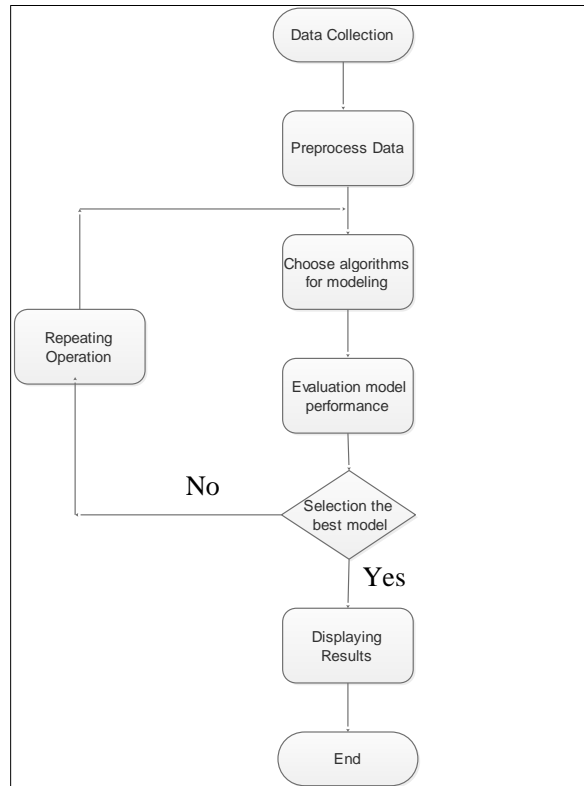 Data Collection
Preprocess Data
Choose algorithms
for modeling
Repeating
Operation
Evaluation model
performance
No
Selection the
best model
Yes
Displaying
Results
End